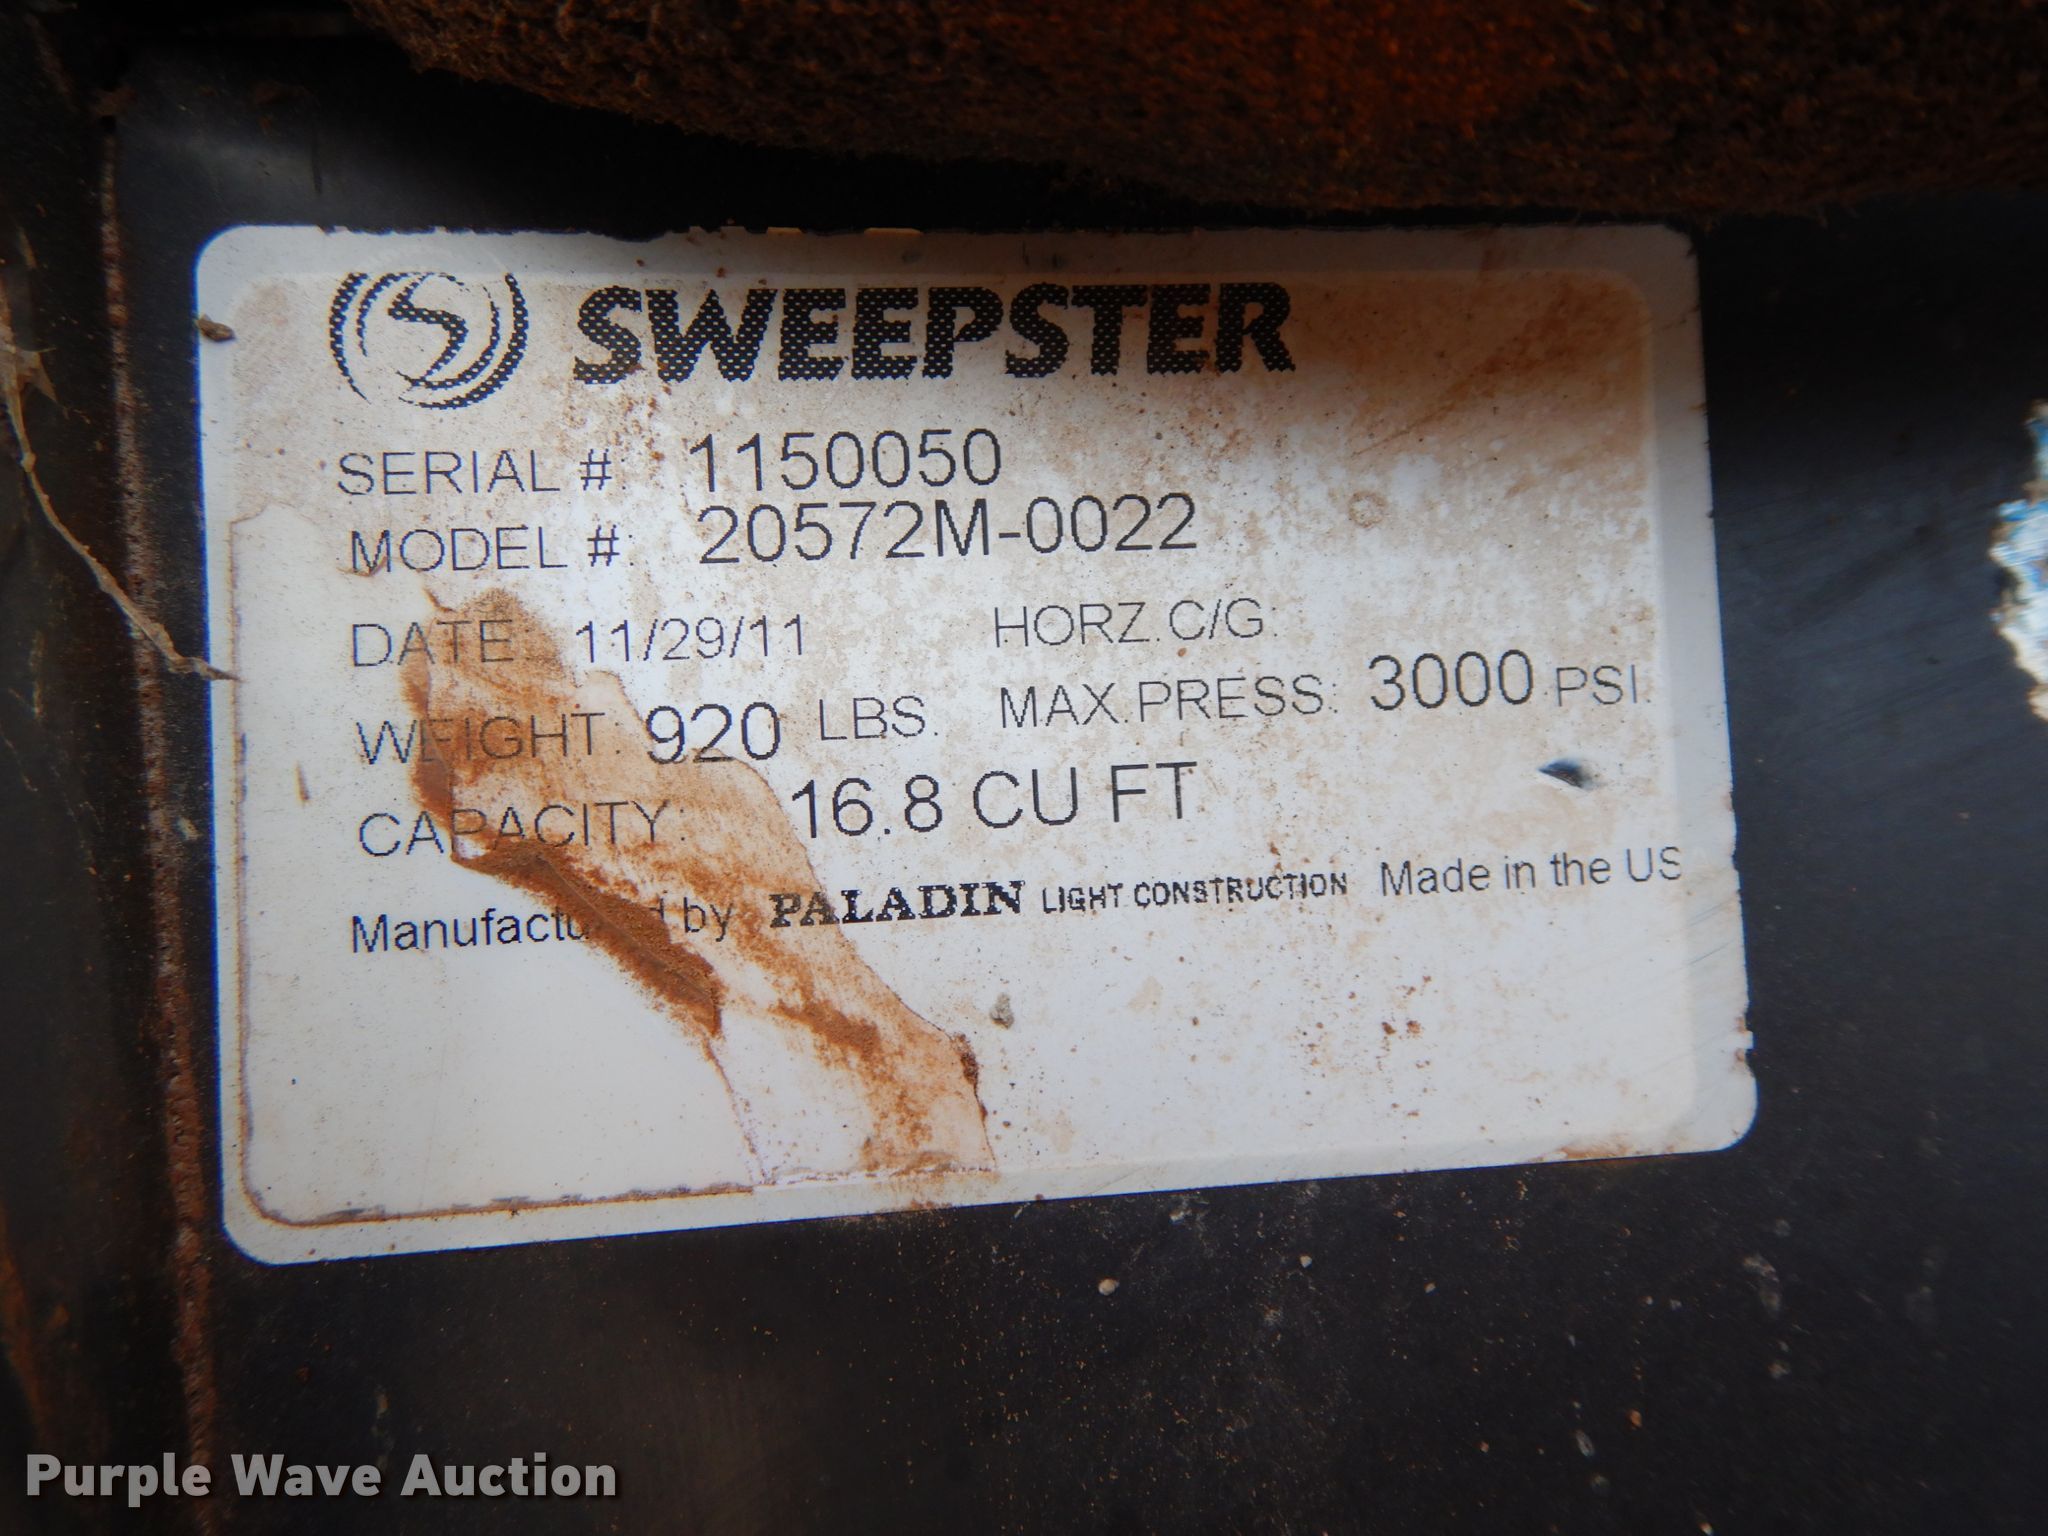 SWEEPSTER
SERIAL #: 1150050
MODEL #: 20572M-0022
DATE: 11/29/11 HORZ. C/G:
WEIGHT: 920 LBS. MAX. PRESS: 3000 PSI.
CAPACITY: 16.8 CU FT
Manufactured by PALADIN LIGHT CONSTRUCTION Made in the US
Purple Wave Auction